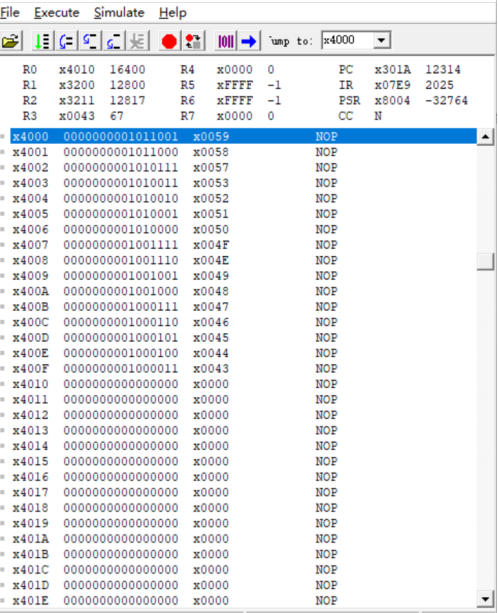 File Execute Simulate Help
Jump to: x4000
R0 x4010 16400 R4 x0000 0 PC x301A 12314
R1 x3200 12800 R5 xFFFF -1 IR x07E9 2025
R2 x3211 12817 R6 xFFFF -1 PSR x8004 -32764
R3 x0043 67 R7 x0000 0 CC N
x4000 0000000001011001 x0059 NOP
x4001 0000000001011000 x0058 NOP
x4002 0000000001010111 x0057 NOP
x4003 0000000001010011 x0053 NOP
x4004 0000000001010010 x0052 NOP
x4005 0000000001010001 x0051 NOP
x4006 0000000001010000 x0050 NOP
x4007 0000000001001111 x004F NOP
x4008 0000000001001110 x004E NOP
x4009 0000000001001001 x0049 NOP
x400A 0000000001001000 x0048 NOP
x400B 0000000001000111 x0047 NOP
x400C 0000000001000110 x0046 NOP
x400D 0000000001000101 x0045 NOP
x400E 0000000001000100 x0044 NOP
x400F 0000000001000011 x0043 NOP
x4010 0000000000000000 x0000 NOP
x4011 0000000000000000 x0000 NOP
x4012 0000000000000000 x0000 NOP
x4013 0000000000000000 x0000 NOP
x4014 0000000000000000 x0000 NOP
x4015 0000000000000000 x0000 NOP
x4016 0000000000000000 x0000 NOP
x4017 0000000000000000 x0000 NOP
x4018 0000000000000000 x0000 NOP
x4019 0000000000000000 x0000 NOP
x401A 0000000000000000 x0000 NOP
x401B 0000000000000000 x0000 NOP
x401C 0000000000000000 x0000 NOP
x401D 0000000000000000 x0000 NOP
x401E 0000000000000000 x0000 NOP